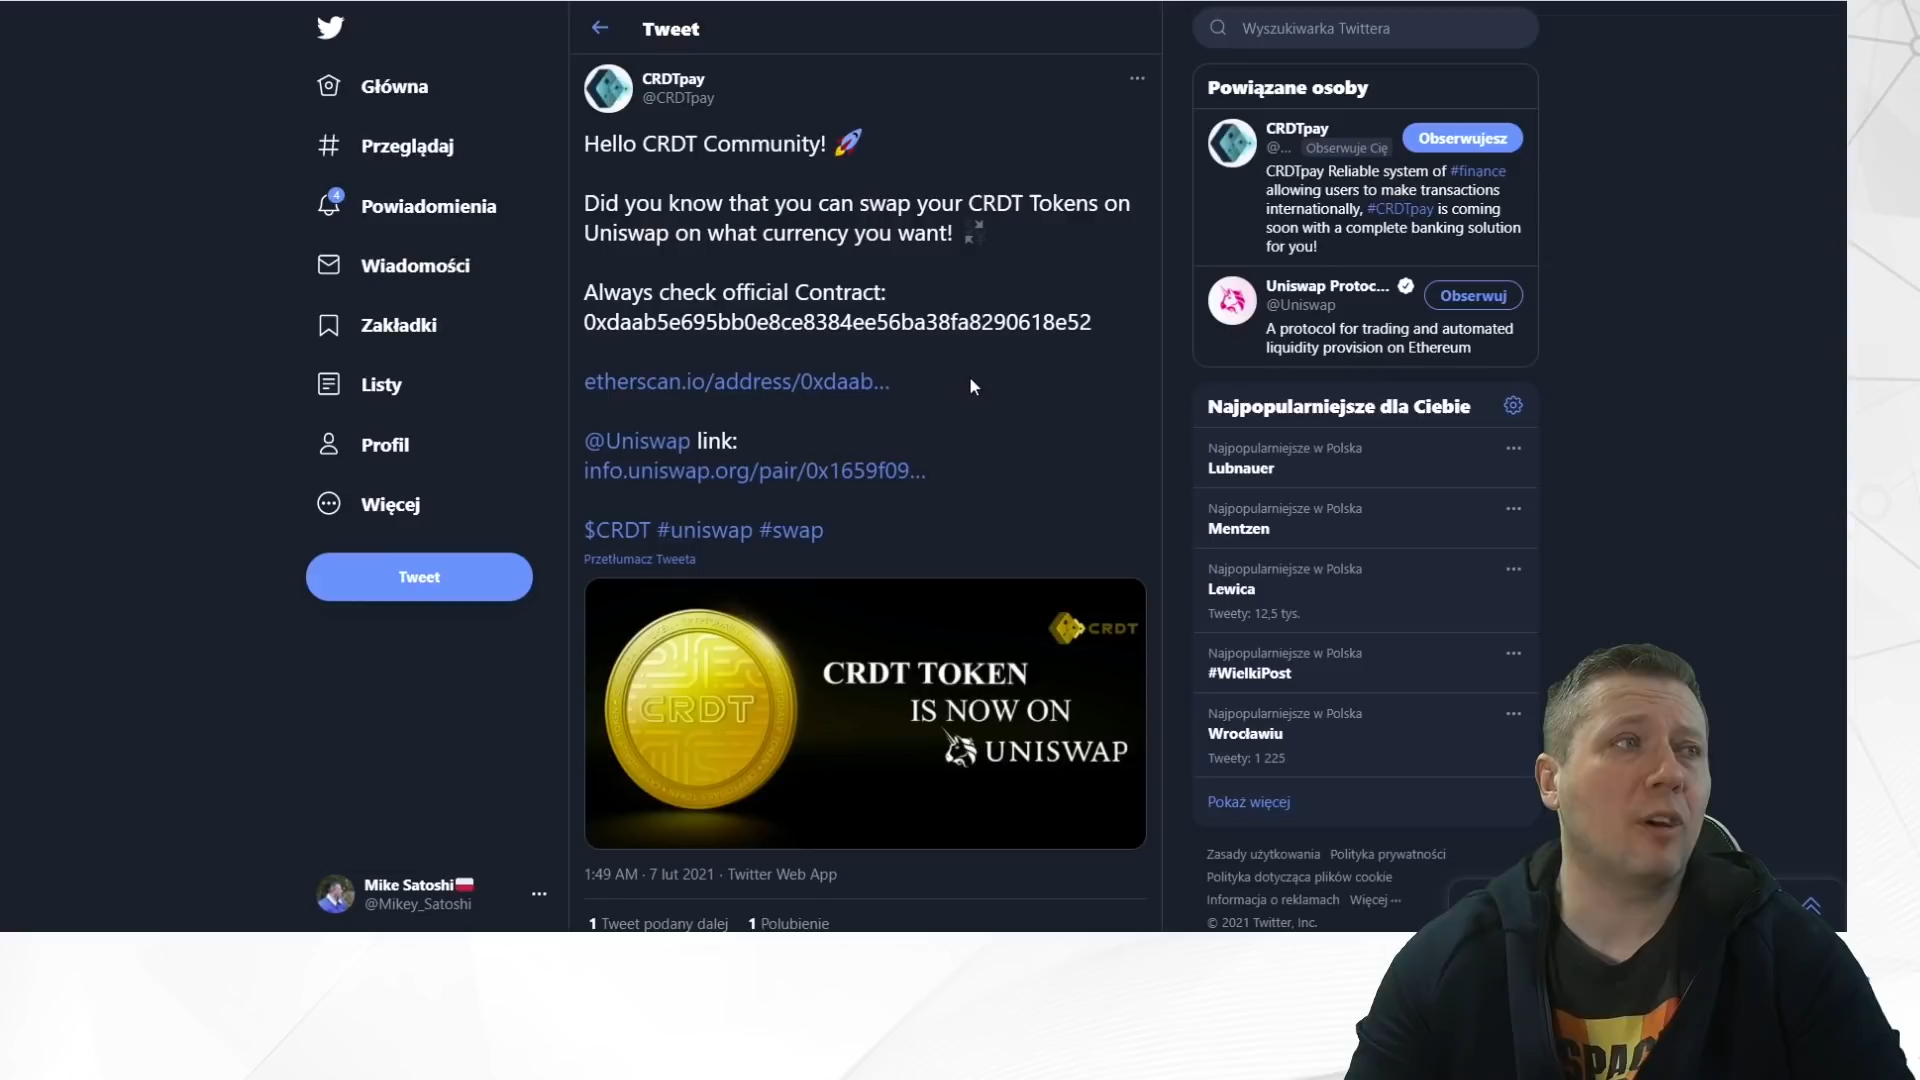 Główna
Przeglądaj
4
Powiadomienia
Wiadomości
Zakładki
Listy
Profil
Więcej
Tweet
Mike Satoshi
@Mikey_Satoshi
Tweet
CRDTpay
@CRDTpay
Hello CRDT Community! 🚀
Did you know that you can swap your CRDT Tokens on
Uniswap on what currency you want!
Always check official Contract:
0xdaab5e695bb0e8ce8384ee56ba38fa8290618e52
etherscan.io/address/0xdaab...
@Uniswap link:
info.uniswap.org/pair/0x1659f09...
$CRDT #uniswap #swap
Przetłumacz Tweeta
CRDT
CRDT
CRDT TOKEN
IS NOW ON
UNISWAP
1:49 AM · 7 lut 2021 · Twitter Web App
1 Tweet podany dalej 1 Polubienie
Wyszukiwarka Twittera
Powiązane osoby
CRDTpay
@... Obserwuje Cię
Obserwujesz
CRDTpay Reliable system of #finance
allowing users to make transactions
internationally, #CRDTpay is coming
soon with a complete banking solution
for you!
Uniswap Protoc...
@Uniswap
Obserwuj
A protocol for trading and automated
liquidity provision on Ethereum
Najpopularniejsze dla Ciebie
Najpopularniejsze w Polska
Lubnauer
Najpopularniejsze w Polska
Mentzen
Najpopularniejsze w Polska
Lewica
Tweety: 12,5 tys.
Najpopularniejsze w Polska
#WielkiPost
Najpopularniejsze w Polska
Wrocławiu
Tweety: 1 225
Pokaż więcej
Zasady użytkowania Polityka prywatności
Polityka dotycząca plików cookie
Informacja o reklamach Więcej ...
© 2021 Twitter, Inc.